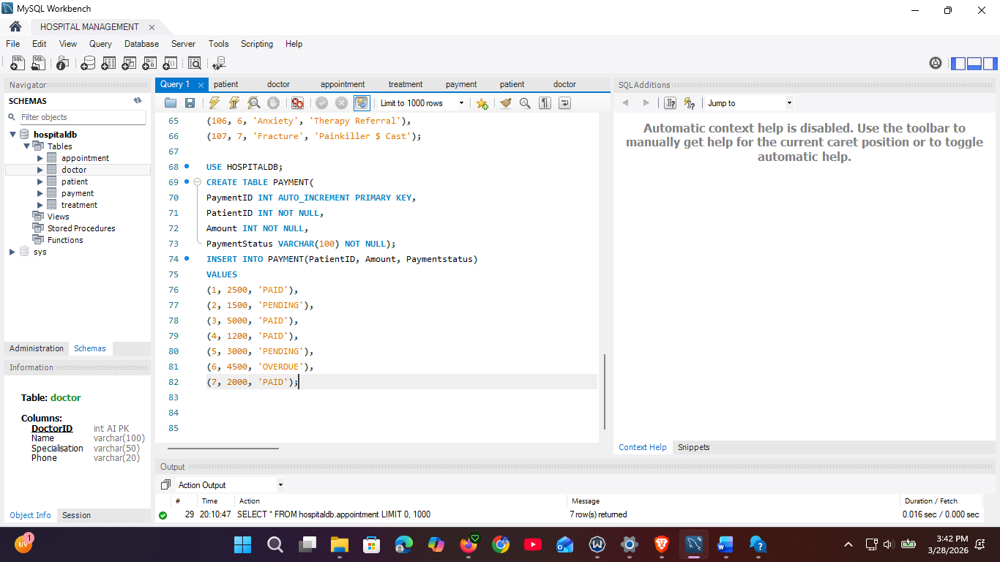 MySQL Workbench
HOSPITAL MANAGEMENT
File Edit View Query Database Server Tools Scripting Help
Navigator
SCHEMAS
Filter objects
hospitaldb
Tables
appointment
doctor
patient
payment
treatment
Views
Stored Procedures
Functions
sys
Administration Schemas
Information
Table: doctor
Columns:
DoctorID int AI PK
Name varchar(100)
Specialisation varchar(50)
Phone varchar(20)
Object Info Session
Query 1 patient doctor appointment treatment payment patient doctor
Limit to 1000 rows
65 (106, 6, 'Anxiety', 'Therapy Referral'),
66 (107, 7, 'Fracture', 'Painkiller $ Cast');
67
68 USE HOSPITALDB;
69 CREATE TABLE PAYMENT(
70 PaymentID INT AUTO_INCREMENT PRIMARY KEY,
71 PatientID INT NOT NULL,
72 Amount INT NOT NULL,
73 PaymentStatus VARCHAR(100) NOT NULL);
74 INSERT INTO PAYMENT(PatientID, Amount, Paymentstatus)
75 VALUES
76 (1, 2500, 'PAID'),
77 (2, 1500, 'PENDING'),
78 (3, 5000, 'PAID'),
79 (4, 1200, 'PAID'),
80 (5, 3000, 'PENDING'),
81 (6, 4500, 'OVERDUE'),
82 (7, 2000, 'PAID');
83
84
85
SQLAdditions
Jump to
Automatic context help is disabled. Use the toolbar to
manually get help for the current caret position or to toggle
automatic help.
Context Help Snippets
Output
Action Output
# Time Action Message Duration / Fetch
29 20:10:47 SELECT * FROM hospitaldb.appointment LIMIT 0, 1000 7 row(s) returned 0.016 sec / 0.000 sec
UV 1
3:42 PM
3/28/2026